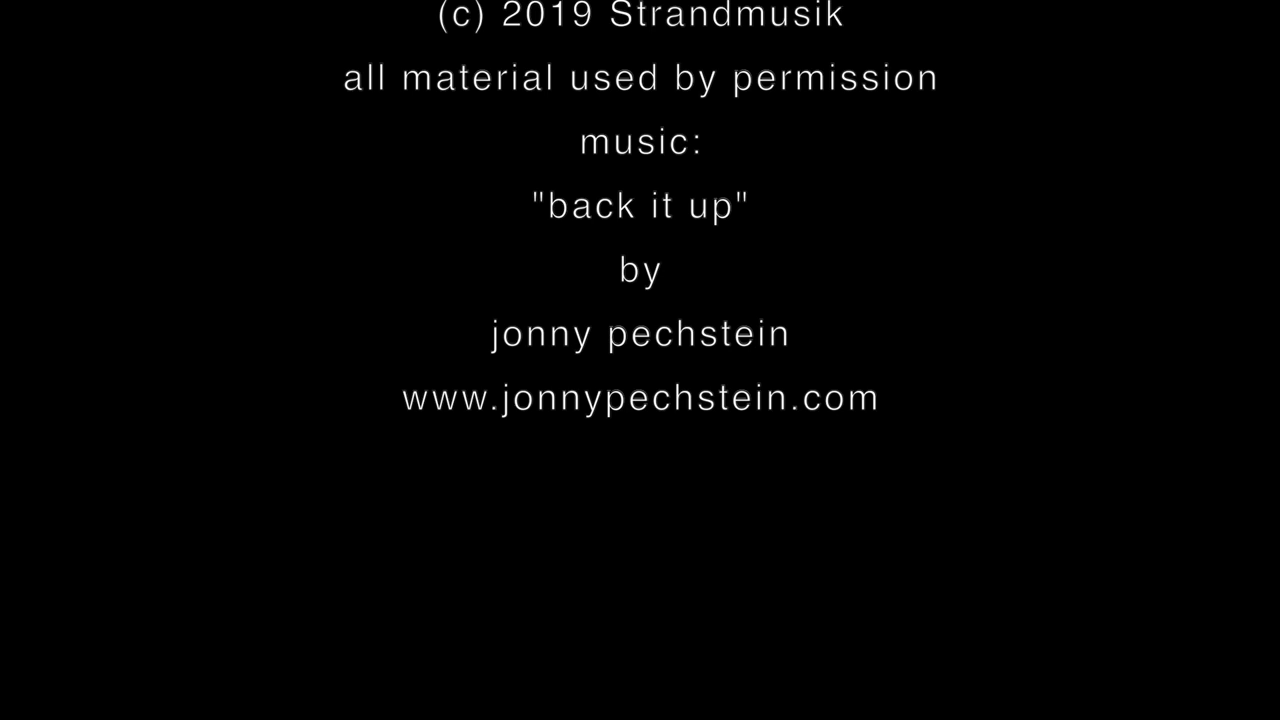 (c) 2019 Strandmusik
all material used by permission
music:
"back it up"
by
jonny pechstein
www.jonnypechstein.com